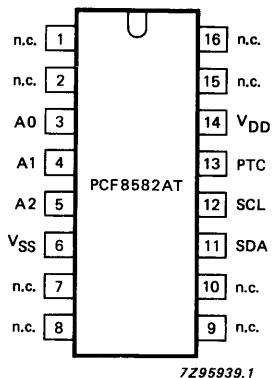 n.c. 1 16 n.c.
n.c. 2 15 n.c.
A0 3 14 VDD
A1 4 13 PTC
PCF8582AT
A2 5 12 SCL
VSS 6 11 SDA
n.c. 7 10 n.c.
n.c. 8 9 n.c.
7Z95939.1